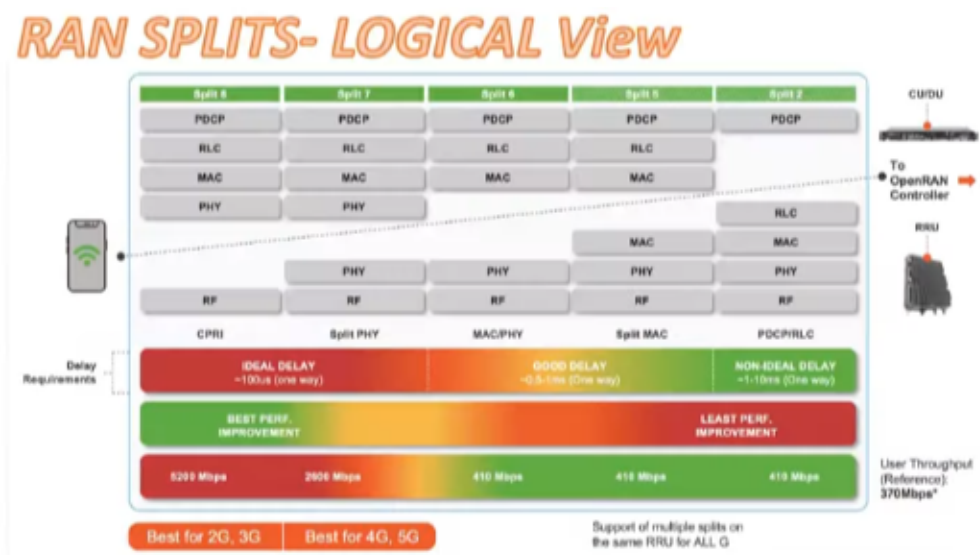 RAN SPLITS- LOGICAL View
Split 8 Split 7 Split 6 Split 5 Split 2
CU/DU
PDCP PDCP PDCP PDCP PDCP
RLC RLC RLC RLC
MAC MAC MAC MAC
To
OpenRAN
Controller
PHY PHY RLC
RRU
MAC MAC
PHY PHY PHY PHY
RF RF RF RF RF
CPRI Split PHY MAC/PHY Split MAC PDCP/RLC
Delay
Requirements
IDEAL DELAY
~100us (one way)
GOOD DELAY
~0.5-1ms (One way)
NON-IDEAL DELAY
~1-10ms (One way)
BEST PERF.
IMPROVEMENT
LEAST PERF.
IMPROVEMENT
5200 Mbps 2600 Mbps 410 Mbps 410 Mbps 410 Mbps
User Throughput
(Reference):
370Mbps*
Best for 2G, 3G Best for 4G, 5G
Support of multiple splits on
the same RRU for ALL G